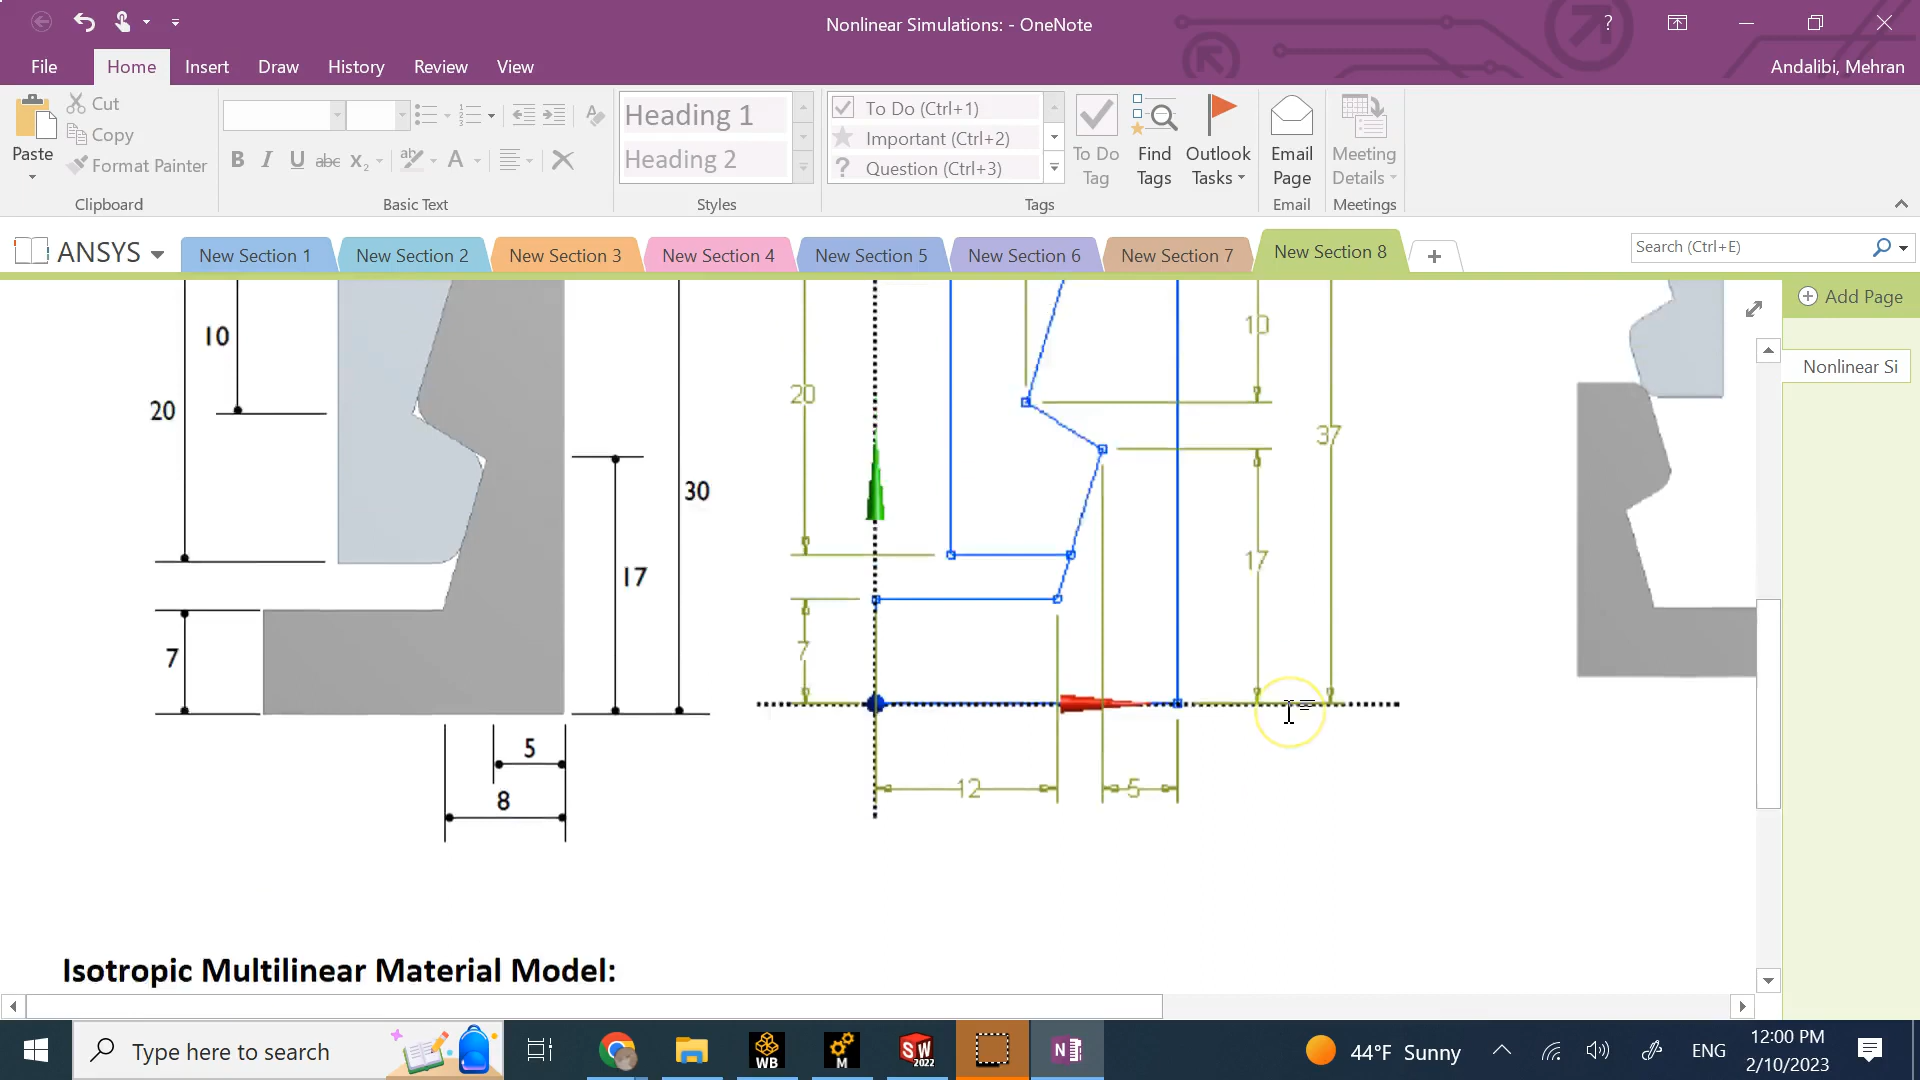 Nonlinear Simulations: - OneNote
?
File Home Insert Draw History Review View
Andalibi, Mehran
Paste
Cut
Copy
Format Painter
B I U abc X2 A
Heading 1
Heading 2
To Do (Ctrl+1)
Important (Ctrl+2)
? Question (Ctrl+3)
To Do Tag
Find Tags
Outlook Tasks
Email Page
Meeting Details
Clipboard
Basic Text
Styles
Tags
Email
Meetings
ANSYS
New Section 1
New Section 2
New Section 3
New Section 4
New Section 5
New Section 6
New Section 7
New Section 8
+
Search (Ctrl+E)
Add Page
Nonlinear Si
10
20
30
17
7
5
8
10
20
37
17
7
12
5
Isotropic Multilinear Material Model:
Type here to search
WB
M
SW
2022
N
44°F Sunny
ENG
12:00 PM
2/10/2023